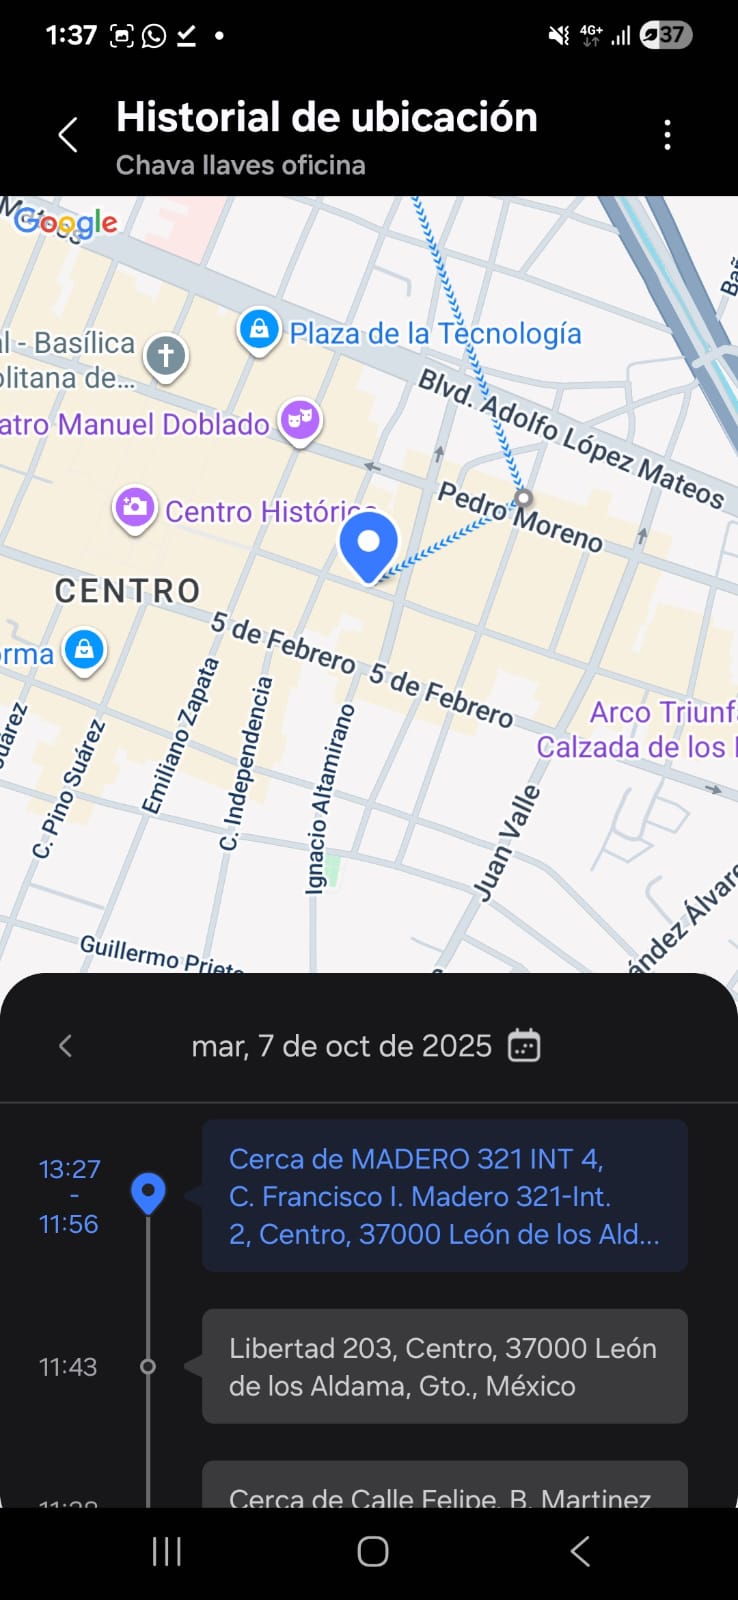 1:37
4G+
37
Historial de ubicación
Chava llaves oficina
Google
Plaza de la Tecnología
l - Basílica
olitana de...
Blvd. Adolfo López Mateos
atro Manuel Doblado
Pedro Moreno
Centro Histórico
CENTRO
5 de Febrero
5 de Febrero
orma
Arco Triunf
Calzada de los
uárez
C. Pino Suárez
Emiliano Zapata
C. Independencia
Ignacio Altamirano
Juan Valle
ández Álvare
Guillermo Prieto
mar, 7 de oct de 2025
13:27
-
11:56
Cerca de MADERO 321 INT 4,
C. Francisco I. Madero 321-Int.
2, Centro, 37000 León de los Ald...
11:43
Libertad 203, Centro, 37000 León
de los Aldama, Gto., México
Cerca de Calle Felipe. B. Martinez